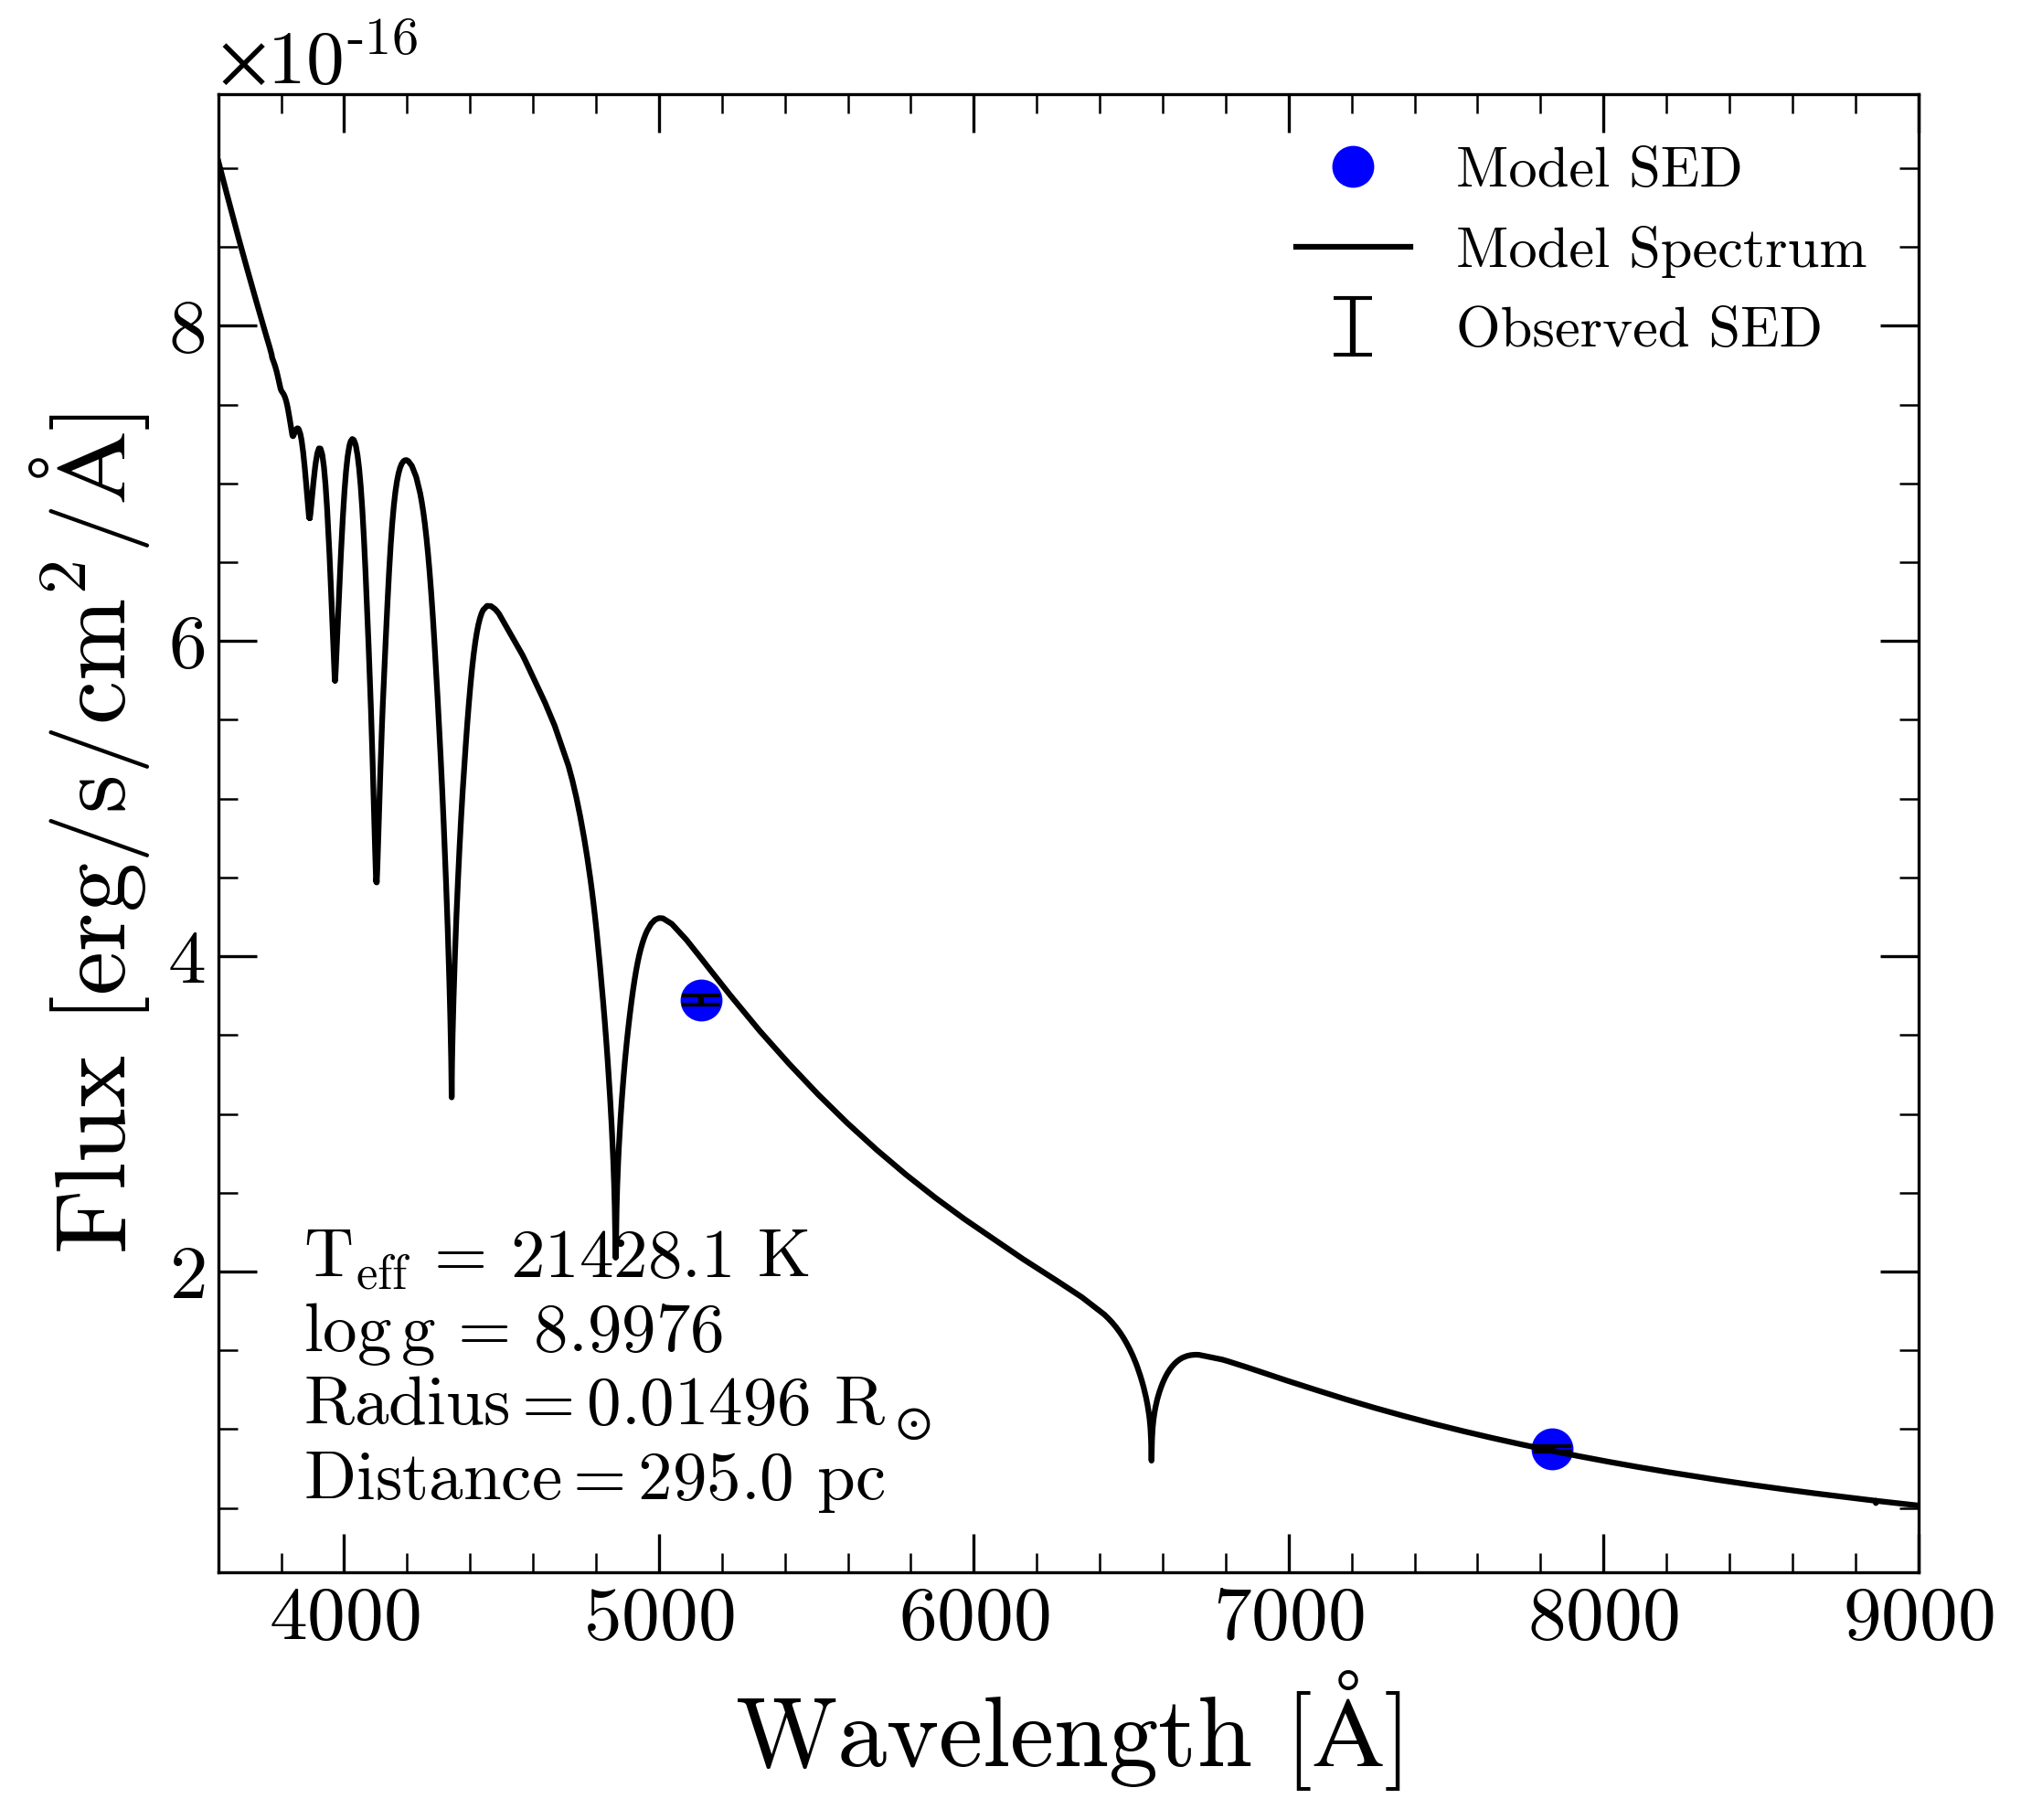 ×10-16
Model SED
Model Spectrum
Observed SED
8
6
4
2
Flux [erg/s/cm2/Å]
Teff = 21428.1 K
log g = 8.9976
Radius = 0.01496 R⊙
Distance = 295.0 pc
4000 5000 6000 7000 8000 9000
Wavelength [Å]